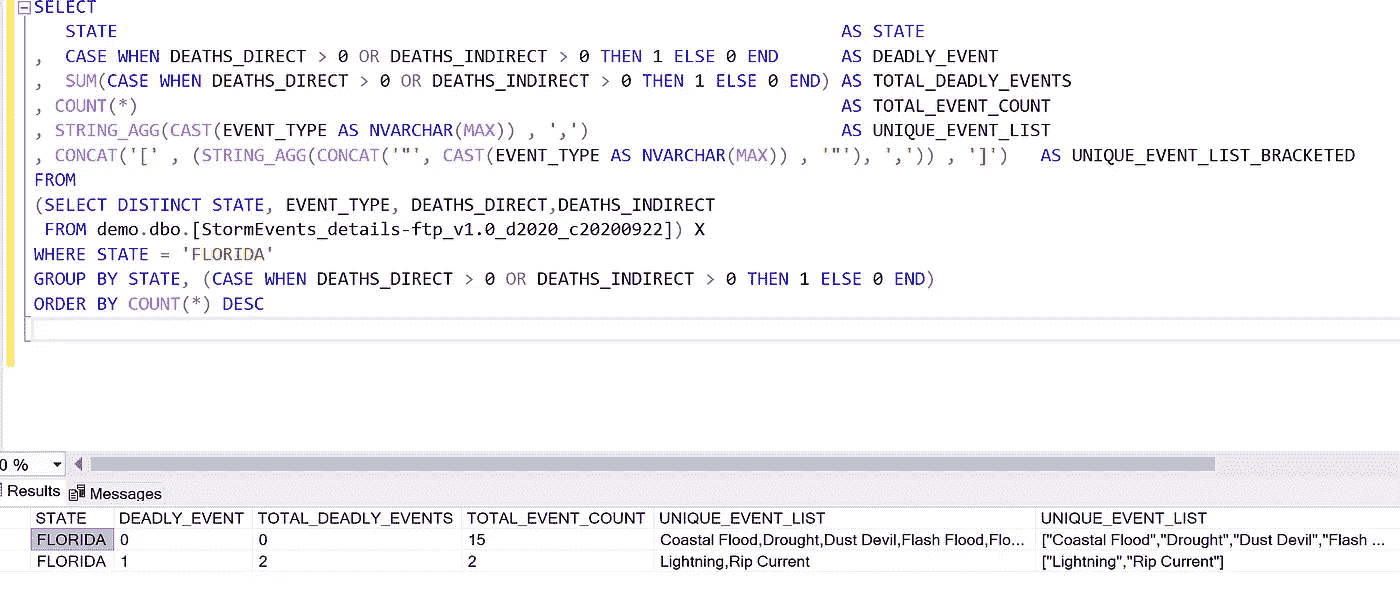 SELECT
STATE AS STATE
, CASE WHEN DEATHS_DIRECT > 0 OR DEATHS_INDIRECT > 0 THEN 1 ELSE 0 END AS DEADLY_EVENT
, SUM(CASE WHEN DEATHS_DIRECT > 0 OR DEATHS_INDIRECT > 0 THEN 1 ELSE 0 END) AS TOTAL_DEADLY_EVENTS
, COUNT(*) AS TOTAL_EVENT_COUNT
, STRING_AGG(CAST(EVENT_TYPE AS NVARCHAR(MAX)) , ',') AS UNIQUE_EVENT_LIST
, CONCAT('[' , (STRING_AGG(CONCAT('"', CAST(EVENT_TYPE AS NVARCHAR(MAX)) , '"'), ',')) , ']') AS UNIQUE_EVENT_LIST_BRACKETED
FROM
(SELECT DISTINCT STATE, EVENT_TYPE, DEATHS_DIRECT,DEATHS_INDIRECT
FROM demo.dbo.[StormEvents_details-ftp_v1.0_d2020_c20200922]) X
WHERE STATE = 'FLORIDA'
GROUP BY STATE, (CASE WHEN DEATHS_DIRECT > 0 OR DEATHS_INDIRECT > 0 THEN 1 ELSE 0 END)
ORDER BY COUNT(*) DESC
0 %
Results Messages
STATE DEADLY_EVENT TOTAL_DEADLY_EVENTS TOTAL_EVENT_COUNT UNIQUE_EVENT_LIST UNIQUE_EVENT_LIST
FLORIDA 0 0 15 Coastal Flood,Drought,Dust Devil,Flash Flood,Flo... ["Coastal Flood","Drought","Dust Devil","Flash ...
FLORIDA 1 2 2 Lightning,Rip Current ["Lightning","Rip Current"]